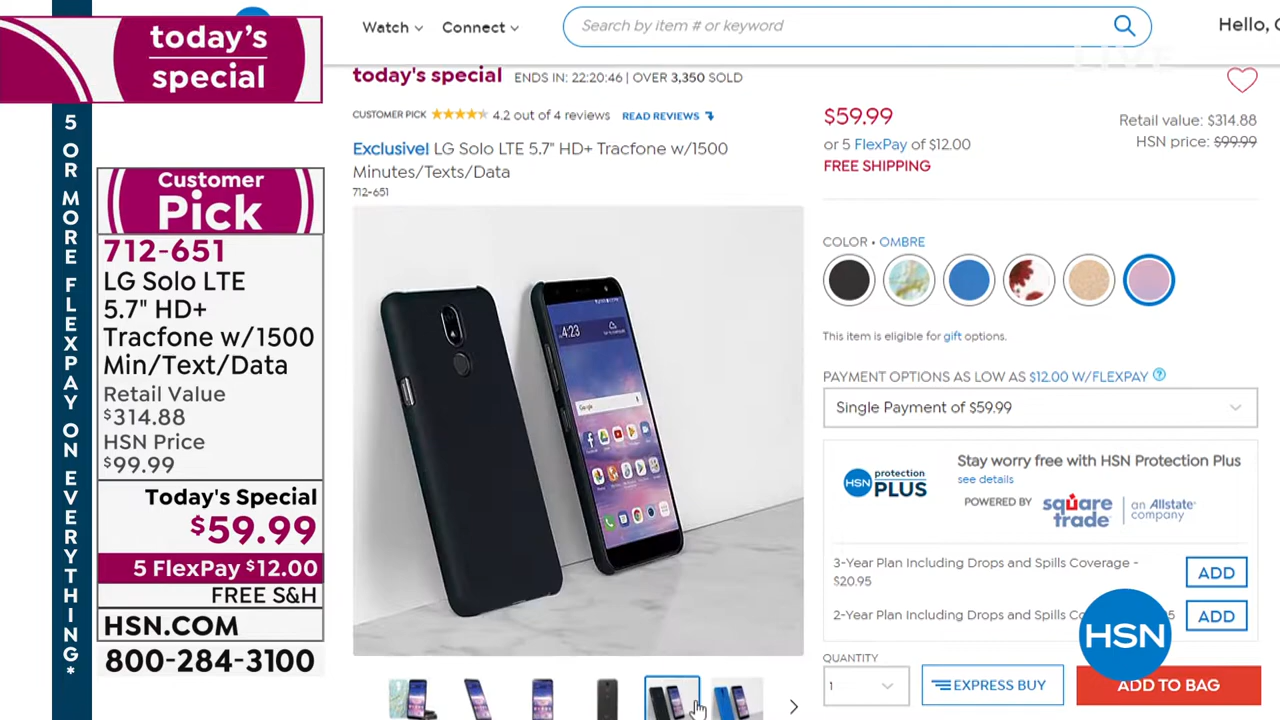 today's
special
5 OR MORE FLEXPAY ON EVERYTHING*
Customer
Pick
712-651
LG Solo LTE
5.7" HD+
Tracfone w/1500
Min/Text/Data
Retail Value
$314.88
HSN Price
$99.99
Today's Special
$59.99
5 FlexPay $12.00
FREE S&H
HSN.COM
800-284-3100
Watch
Connect
Search by item # or keyword
Hello,
LIVE
today's special ENDS IN: 22:20:46 | OVER 3,350 SOLD
CUSTOMER PICK 4.2 out of 4 reviews READ REVIEWS
Exclusive! LG Solo LTE 5.7" HD+ Tracfone w/1500
Minutes/Texts/Data
712-651
4:23
Google
$59.99
Retail value: $314.88
or 5 FlexPay of $12.00
HSN price: $99.99
FREE SHIPPING
COLOR • OMBRE
This item is eligible for gift options.
PAYMENT OPTIONS AS LOW AS $12.00 W/FLEXPAY ?
Single Payment of $59.99
HSN protection
PLUS
Stay worry free with HSN Protection Plus
see details
POWERED BY
square
trade
an Allstate
company
3-Year Plan Including Drops and Spills Coverage -
$20.95
ADD
2-Year Plan Including Drops and Spills
ADD
HSN
QUANTITY
1
EXPRESS BUY
ADD TO BAG